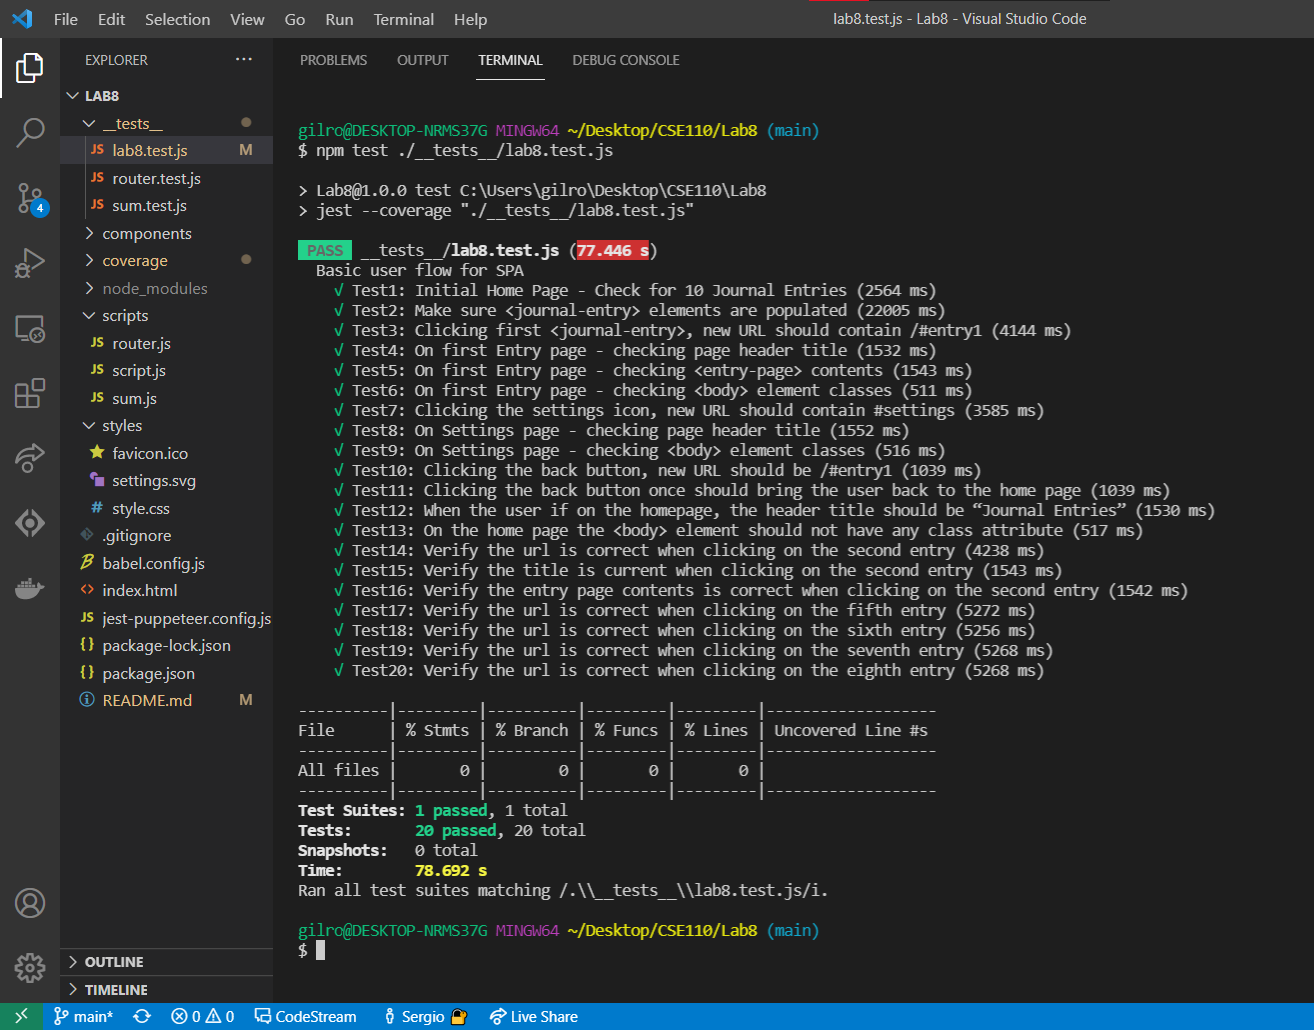 File Edit Selection View Go Run Terminal Help
lab8.test.js - Lab8 - Visual Studio Code
EXPLORER ···
LAB8
__tests__
JS lab8.test.js M
JS router.test.js
JS sum.test.js
components
coverage
node_modules
scripts
JS router.js
JS script.js
JS sum.js
styles
favicon.ico
settings.svg
# style.css
.gitignore
babel.config.js
<> index.html
JS jest-puppeteer.config.js
{} package-lock.json
{} package.json
README.md M
OUTLINE
TIMELINE
4
PROBLEMS OUTPUT TERMINAL DEBUG CONSOLE
gilro@DESKTOP-NRMS37G MINGW64 ~/Desktop/CSE110/Lab8 (main)
$ npm test ./__tests__/lab8.test.js
> Lab8@1.0.0 test C:\Users\gilro\Desktop\CSE110\Lab8
> jest --coverage "./__tests__/lab8.test.js"
PASS __tests__/lab8.test.js (77.446 s)
Basic user flow for SPA
√ Test1: Initial Home Page - Check for 10 Journal Entries (2564 ms)
√ Test2: Make sure <journal-entry> elements are populated (22005 ms)
√ Test3: Clicking first <journal-entry>, new URL should contain /#entry1 (4144 ms)
√ Test4: On first Entry page - checking page header title (1532 ms)
√ Test5: On first Entry page - checking <entry-page> contents (1543 ms)
√ Test6: On first Entry page - checking <body> element classes (511 ms)
√ Test7: Clicking the settings icon, new URL should contain #settings (3585 ms)
√ Test8: On Settings page - checking page header title (1552 ms)
√ Test9: On Settings page - checking <body> element classes (516 ms)
√ Test10: Clicking the back button, new URL should be /#entry1 (1039 ms)
√ Test11: Clicking the back button once should bring the user back to the home page (1039 ms)
√ Test12: When the user if on the homepage, the header title should be “Journal Entries” (1530 ms)
√ Test13: On the home page the <body> element should not have any class attribute (517 ms)
√ Test14: Verify the url is correct when clicking on the second entry (4238 ms)
√ Test15: Verify the title is current when clicking on the second entry (1543 ms)
√ Test16: Verify the entry page contents is correct when clicking on the second entry (1542 ms)
√ Test17: Verify the url is correct when clicking on the fifth entry (5272 ms)
√ Test18: Verify the url is correct when clicking on the sixth entry (5256 ms)
√ Test19: Verify the url is correct when clicking on the seventh entry (5268 ms)
√ Test20: Verify the url is correct when clicking on the eighth entry (5268 ms)
----------|---------|----------|---------|---------|-------------------
File      | % Stmts | % Branch | % Funcs | % Lines | Uncovered Line #s
----------|---------|----------|---------|---------|-------------------
All files |       0 |        0 |       0 |       0 |
----------|---------|----------|---------|---------|-------------------
Test Suites: 1 passed, 1 total
Tests: 20 passed, 20 total
Snapshots: 0 total
Time: 78.692 s
Ran all test suites matching /.\\__tests__\\lab8.test.js/i.
gilro@DESKTOP-NRMS37G MINGW64 ~/Desktop/CSE110/Lab8 (main)
$
main* 0 0 CodeStream Sergio Live Share